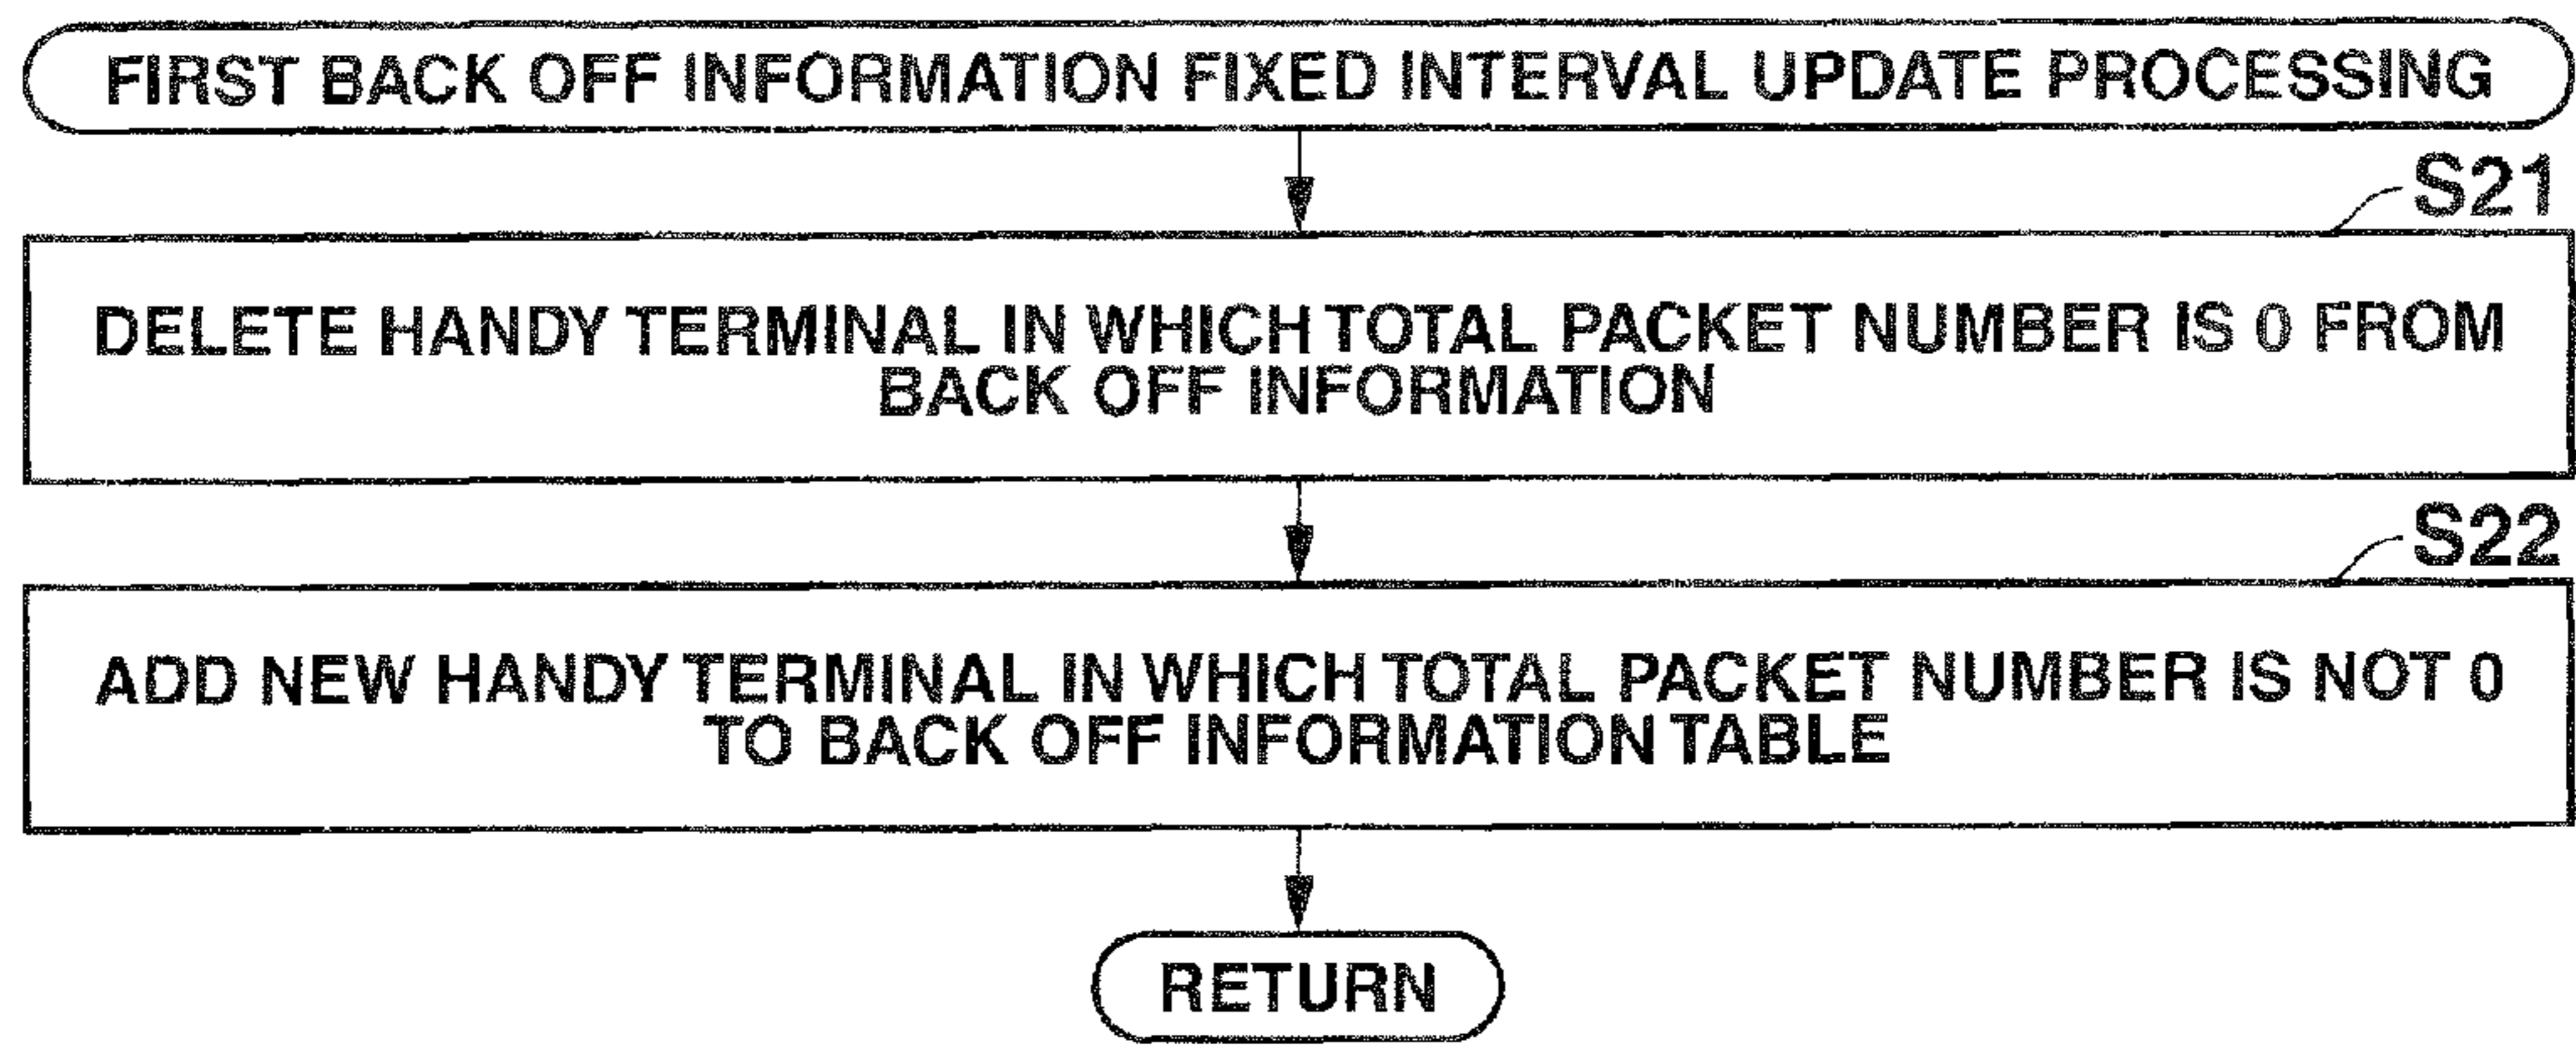 FIRST BACK OFF INFORMATION FIXED INTERVAL UPDATE PROCESSING
S21
DELETE HANDY TERMINAL IN WHICH TOTAL PACKET NUMBER IS 0 FROM
BACK OFF INFORMATION
S22
ADD NEW HANDY TERMINAL IN WHICH TOTAL PACKET NUMBER IS NOT 0
TO BACK OFF INFORMATION TABLE
RETURN